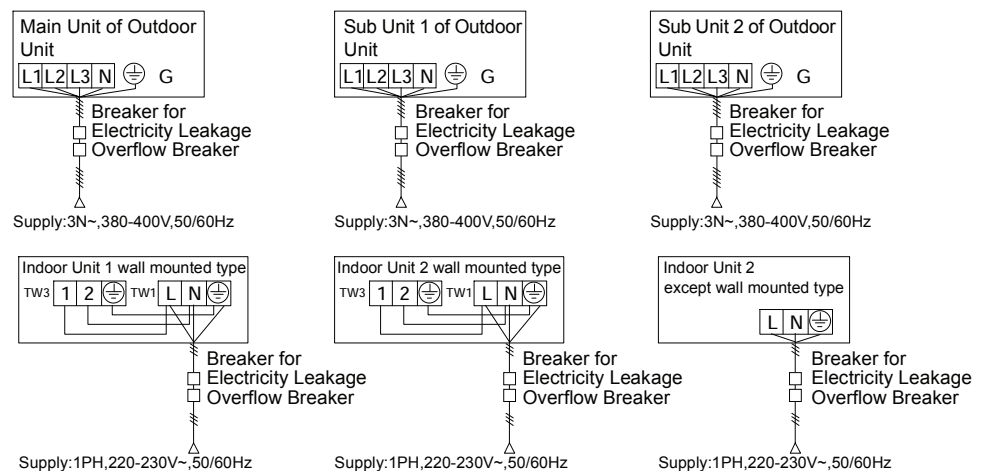 Main Unit of Outdoor
Unit
L1 L2 L3 N G
Breaker for
Electricity Leakage
Overflow Breaker
Supply:3N~,380-400V,50/60Hz
Sub Unit 1 of Outdoor
Unit
L1 L2 L3 N G
Breaker for
Electricity Leakage
Overflow Breaker
Supply:3N~,380-400V,50/60Hz
Sub Unit 2 of Outdoor
Unit
L1 L2 L3 N G
Breaker for
Electricity Leakage
Overflow Breaker
Supply:3N~,380-400V,50/60Hz
Indoor Unit 1 wall mounted type
TW3 1 2 TW1 L N
Breaker for
Electricity Leakage
Overflow Breaker
Supply:1PH,220-230V~,50/60Hz
Indoor Unit 2 wall mounted type
TW3 1 2 TW1 L N
Breaker for
Electricity Leakage
Overflow Breaker
Supply:1PH,220-230V~,50/60Hz
Indoor Unit 2
except wall mounted type
L N
Breaker for
Electricity Leakage
Overflow Breaker
Supply:1PH,220-230V~,50/60Hz